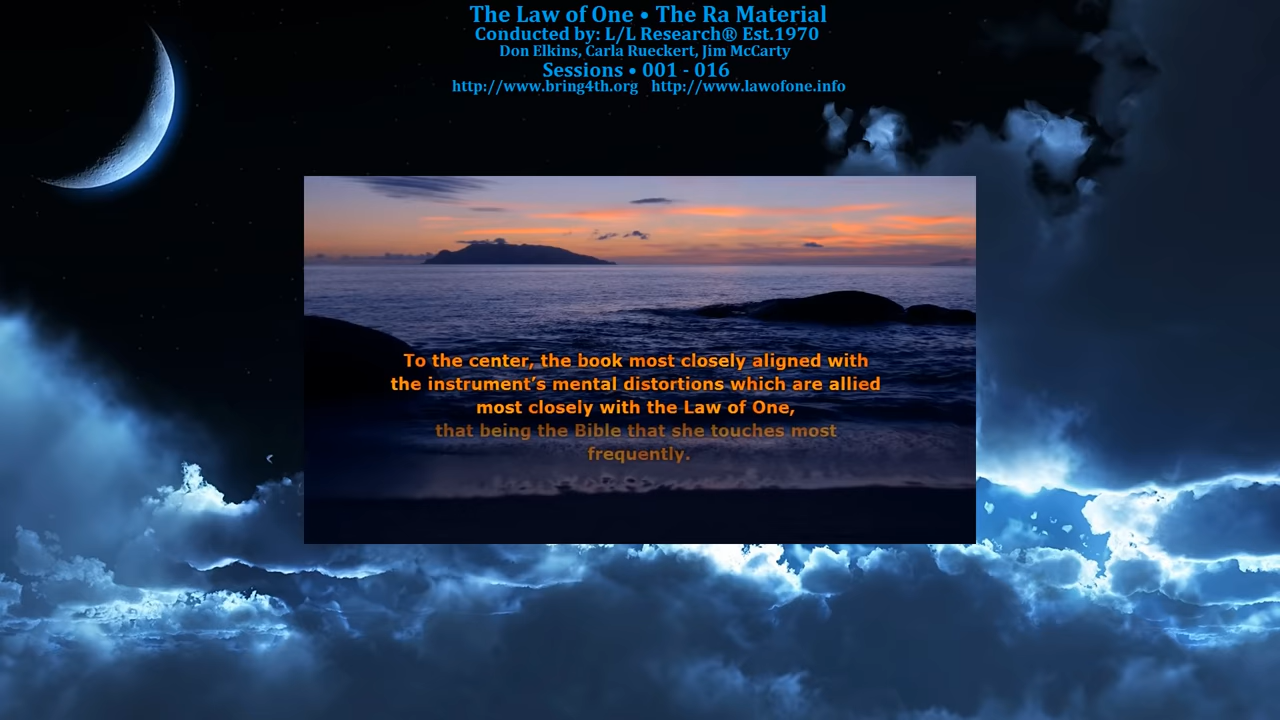 The Law of One • The Ra Material
Conducted by: L/L Research® Est.1970
Don Elkins, Carla Rueckert, Jim McCarty
Sessions • 001 - 016
http://www.bring4th.org http://www.lawofone.info
To the center, the book most closely aligned with
the instrument’s mental distortions which are allied
most closely with the Law of One,
that being the Bible that she touches most
frequently.